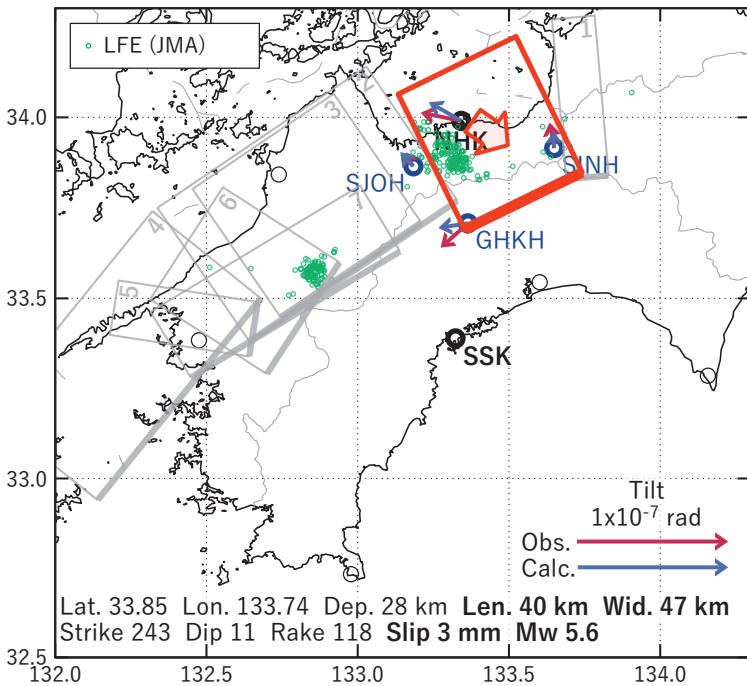 LFE (JMA)
34.0
33.5
33.0
32.5
1
2
3
7
6
4
5
NHK
SINH
SJOH
GHKH
SSK
Tilt
1x10⁻⁷ rad
Obs.
Calc.
Lat. 33.85 Lon. 133.74 Dep. 28 km Len. 40 km Wid. 47 km
Strike 243 Dip 11 Rake 118 Slip 3 mm Mw 5.6
132.0 132.5 133.0 133.5 134.0